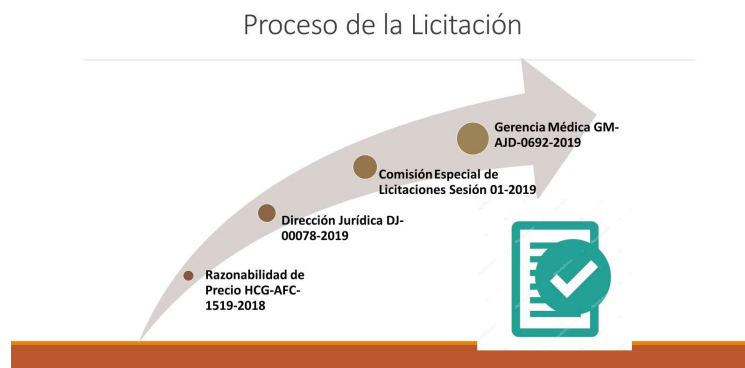 Proceso de la Licitación
Gerencia Médica GM-
AJD-0692-2019
Comisión Especial de
Licitaciones Sesión 01-2019
Dirección Jurídica DJ-
00078-2019
Razonabilidad de
Precio HCG-AFC-
1519-2018